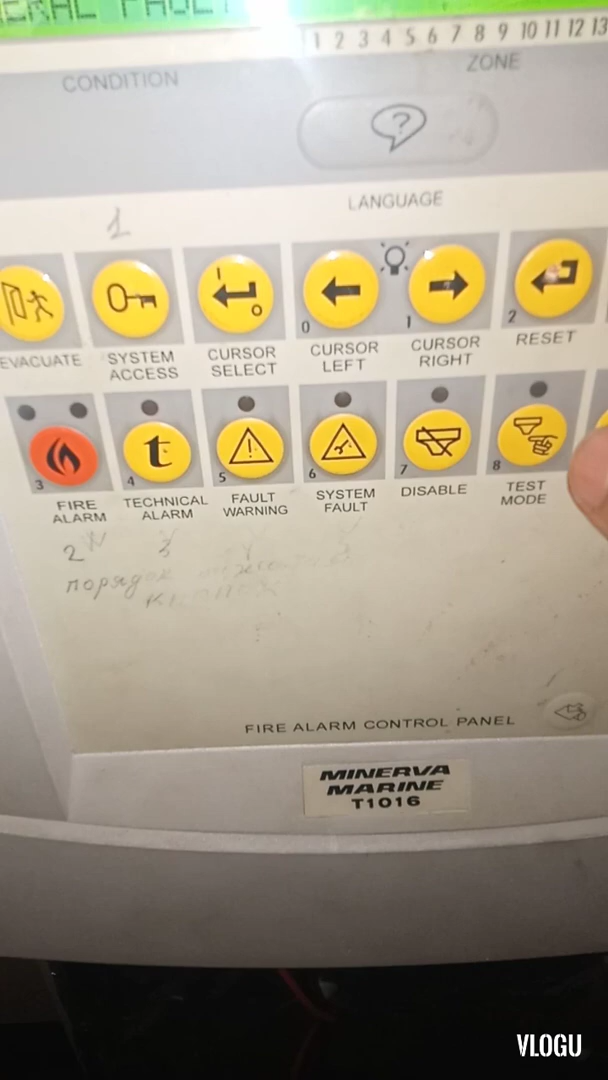 ERAL FAULT
1 2 3 4 5 6 7 8 9 10 11 12 13
CONDITION
ZONE
?
LANGUAGE
1
EVACUATE
SYSTEM
ACCESS
CURSOR
SELECT
0
CURSOR
LEFT
1
CURSOR
RIGHT
2
RESET
3
FIRE
ALARM
4
t
TECHNICAL
ALARM
5
FAULT
WARNING
6
SYSTEM
FAULT
7
DISABLE
8
TEST
MODE
2 3
порядок
FIRE ALARM CONTROL PANEL
MINERVA
MARINE
T1016
VLOGU